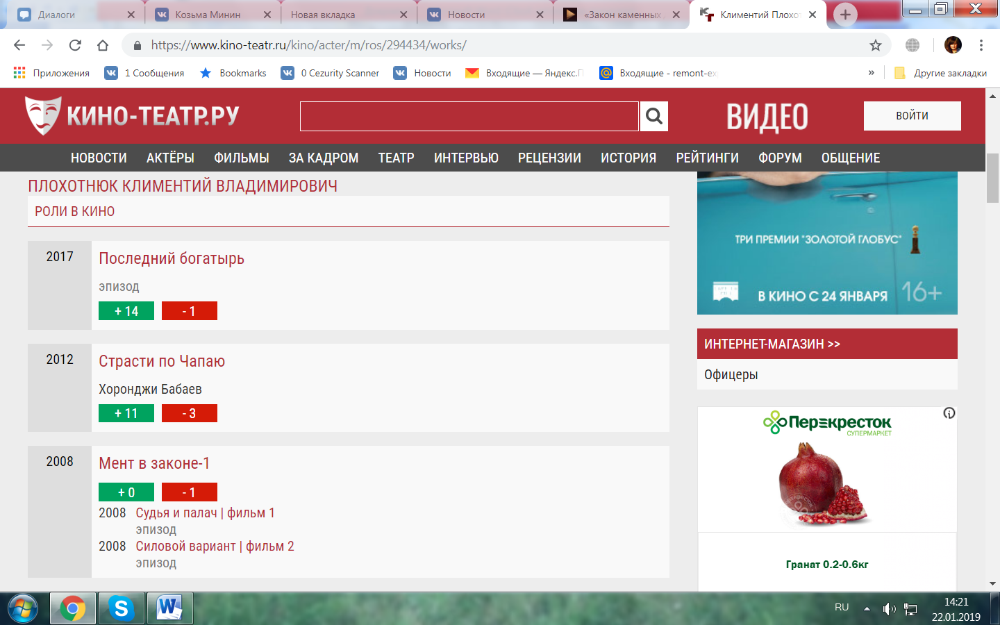 Диалоги
Козьма Минин
Новая вкладка
Новости
«Закон каменных
Климентий Плохот
https://www.kino-teatr.ru/kino/acter/m/ros/294434/works/
Приложения
1 Сообщения
Bookmarks
0 Cezurity Scanner
Новости
Входящие — Яндекс.П
Входящие - remont-ex
»
Другие закладки
КИНО-ТЕАТР.РУ
ВИДЕО
ВОЙТИ
НОВОСТИ АКТЁРЫ ФИЛЬМЫ ЗА КАДРОМ ТЕАТР ИНТЕРВЬЮ РЕЦЕНЗИИ ИСТОРИЯ РЕЙТИНГИ ФОРУМ ОБЩЕНИЕ
ПЛОХОТНЮК КЛИМЕНТИЙ ВЛАДИМИРОВИЧ
РОЛИ В КИНО
2017
Последний богатырь
эпизод
+ 14 - 1
2012
Страсти по Чапаю
Хоронджи Бабаев
+ 11 - 3
2008
Мент в законе-1
+ 0 - 1
2008 Судья и палач | фильм 1
эпизод
2008 Силовой вариант | фильм 2
эпизод
ТРИ ПРЕМИИ "ЗОЛОТОЙ ГЛОБУС"
В КИНО С 24 ЯНВАРЯ 16+
ИНТЕРНЕТ-МАГАЗИН >>
Офицеры
Перекресток
СУПЕРМАРКЕТ
Гранат 0.2-0.6кг
RU
14:21
22.01.2019